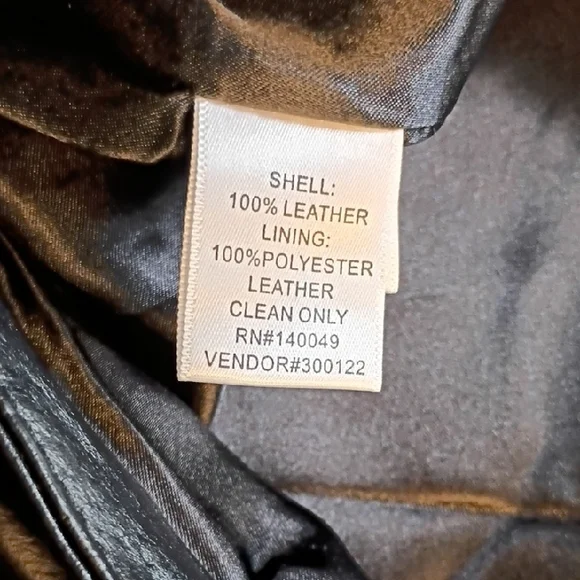 SHELL:
100% LEATHER
LINING:
100%POLYESTER
LEATHER
CLEAN ONLY
RN#140049
VENDOR#300122